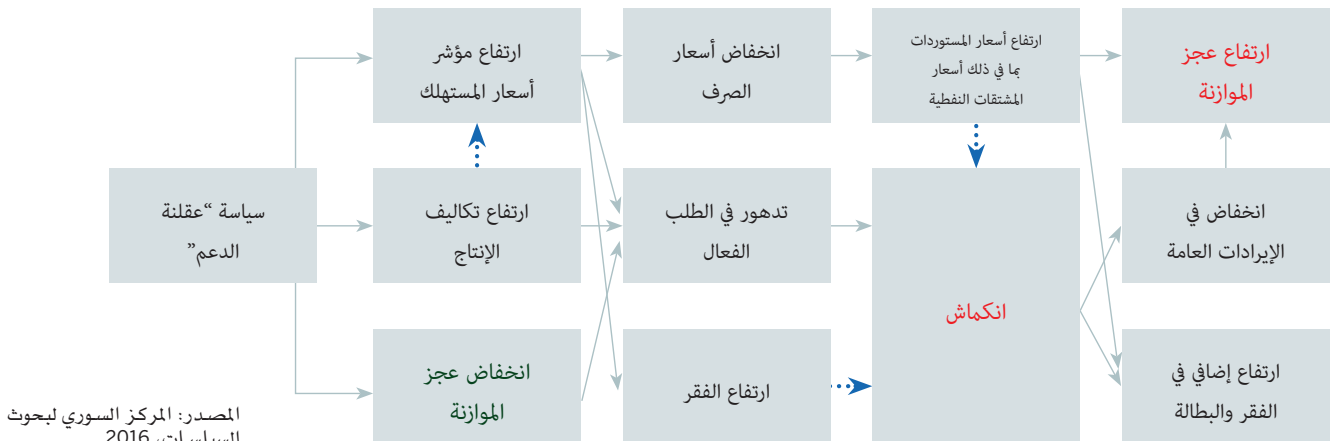 ارتفاع مؤشر
أسعار المستهلك
انخفاض أسعار
الصرف
ارتفاع أسعار المستوردات
بما في ذلك أسعار
المشتقات النفطية
ارتفاع عجز
الموازنة
سياسة “عقلنة
الدعم”
ارتفاع تكاليف
الإنتاج
تدهور في الطلب
الفعال
انكماش
انخفاض في
الإيرادات العامة
انخفاض عجز
الموازنة
ارتفاع الفقر
ارتفاع إضافي في
الفقر والبطالة
المصدر: المركز السوري لبحوث
السياسات، 2016